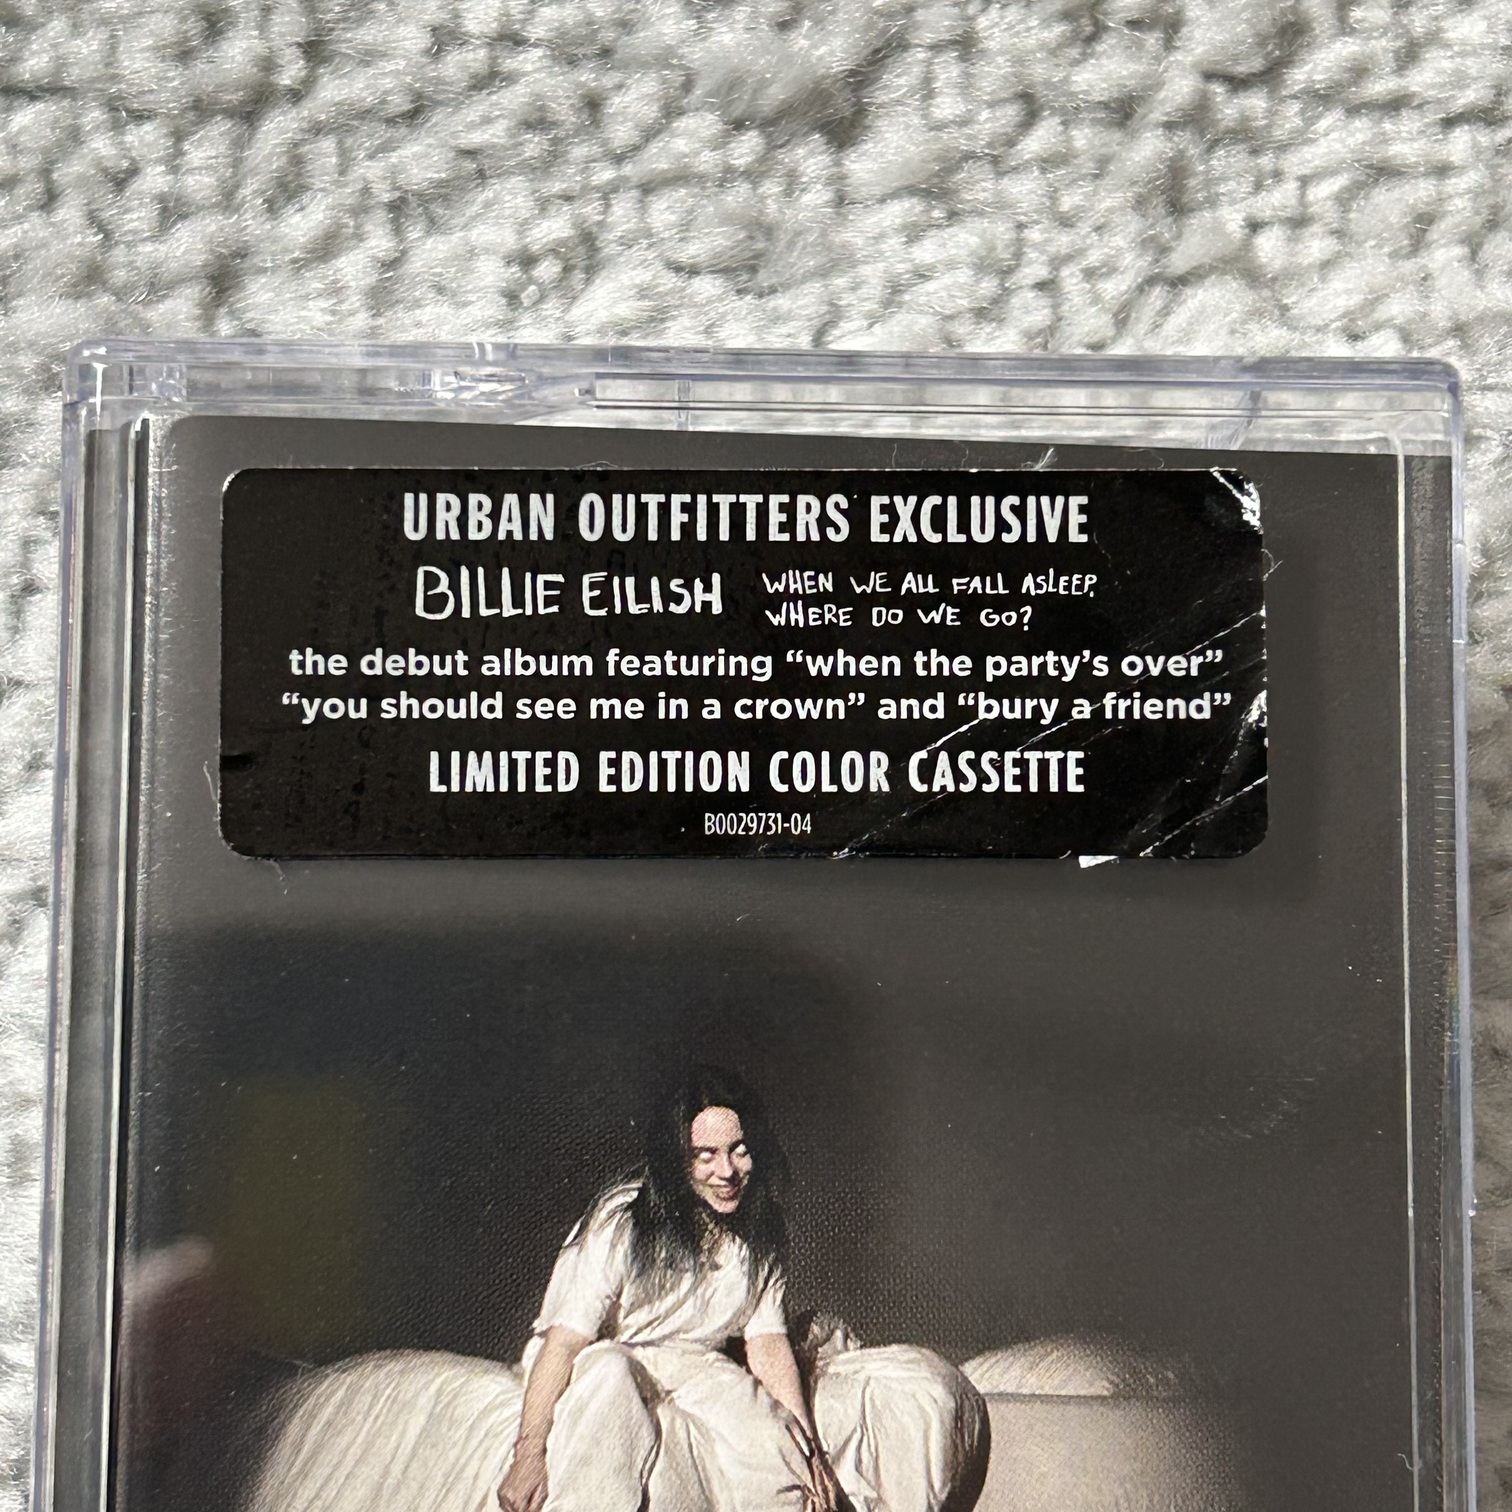 URBAN OUTFITTERS EXCLUSIVE
BILLIE EILISH WHEN WE ALL FALL ASLEEP,
WHERE DO WE GO?
the debut album featuring “when the party’s over”
“you should see me in a crown” and “bury a friend”
LIMITED EDITION COLOR CASSETTE
B0029731-04